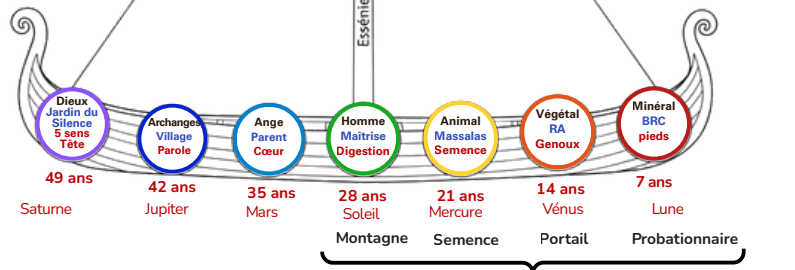 Essénie
Dieux
Jardin du
Silence
5 sens
Tête
Archanges
Village
Parole
Ange
Parent
Cœur
Homme
Maîtrise
Digestion
Animal
Massalas
Semence
Végétal
RA
Genoux
Minéral
BRC
pieds
49 ans
42 ans
35 ans
28 ans
21 ans
14 ans
7 ans
Saturne
Jupiter
Mars
Soleil
Mercure
Vénus
Lune
Montagne
Semence
Portail
Probationnaire